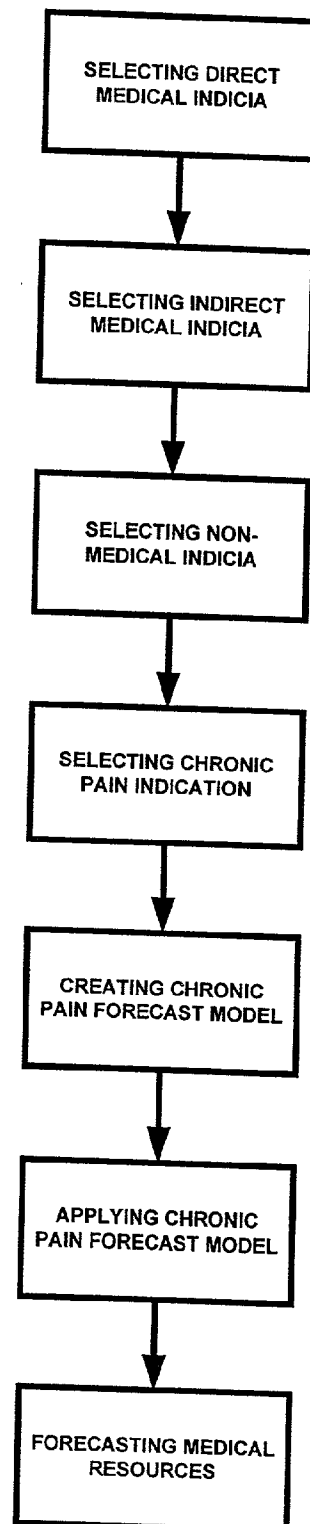 SELECTING DIRECT
MEDICAL INDICIA
SELECTING INDIRECT
MEDICAL INDICIA
SELECTING NON-
MEDICAL INDICIA
SELECTING CHRONIC
PAIN INDICATION
CREATING CHRONIC
PAIN FORECAST MODEL
APPLYING CHRONIC
PAIN FORECAST MODEL
FORECASTING MEDICAL
RESOURCES